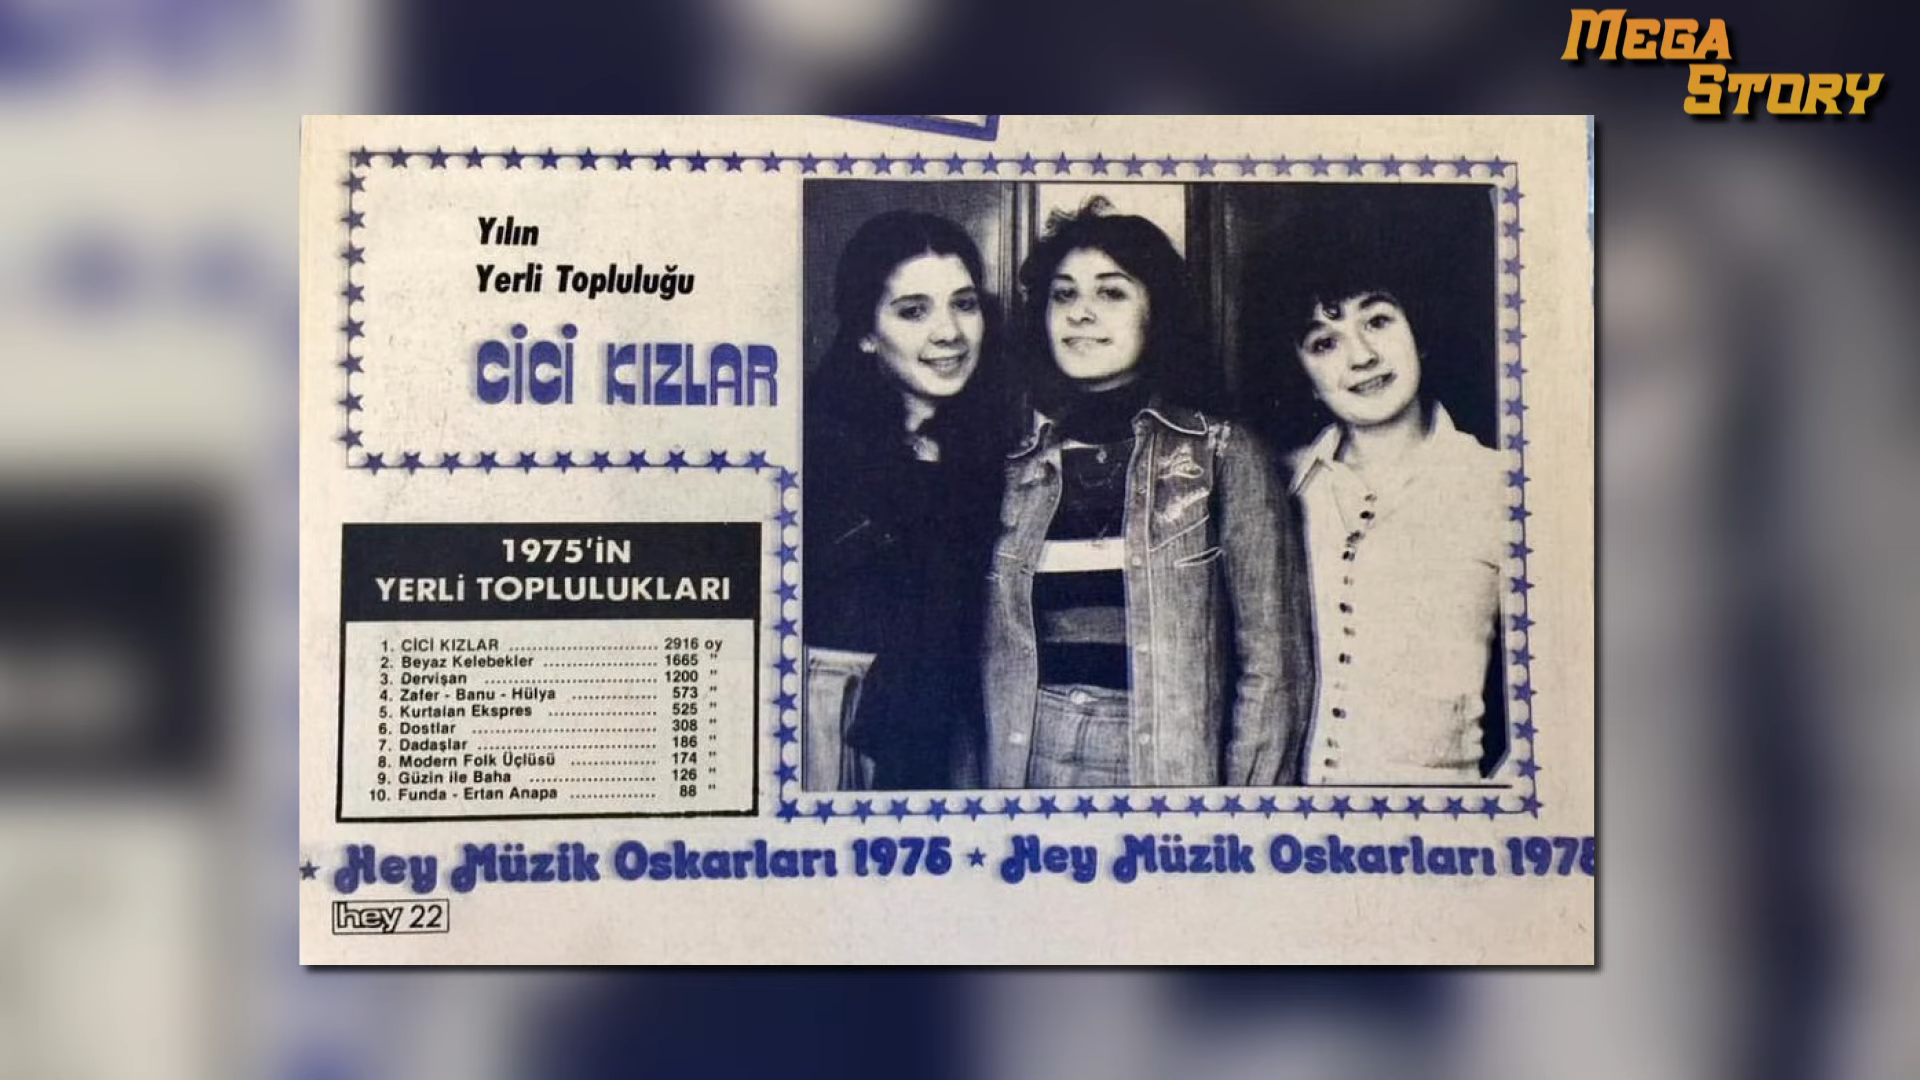 MEGA
STORY
Yılın
Yerli Topluluğu
CİCİ KIZLAR
1975'İN
YERLİ TOPLULUKLARI
1. CİCİ KIZLAR ........................... 2916 oy
2. Beyaz Kelebekler ..................... 1665 "
3. Dervişan ................................ 1200 "
4. Zafer - Banu - Hülya ................ 573 "
5. Kurtalan Ekspres .................... 525 "
6. Dostlar .................................. 308 "
7. Dadaşlar ................................. 186 "
8. Modern Folk Üçlüsü ................ 174 "
9. Güzin ile Baha ........................ 126 "
10. Funda - Ertan Anapa ................ 88 "
★ Hey Müzik Oskarları 1975 ★ Hey Müzik Oskarları 1975
hey 22